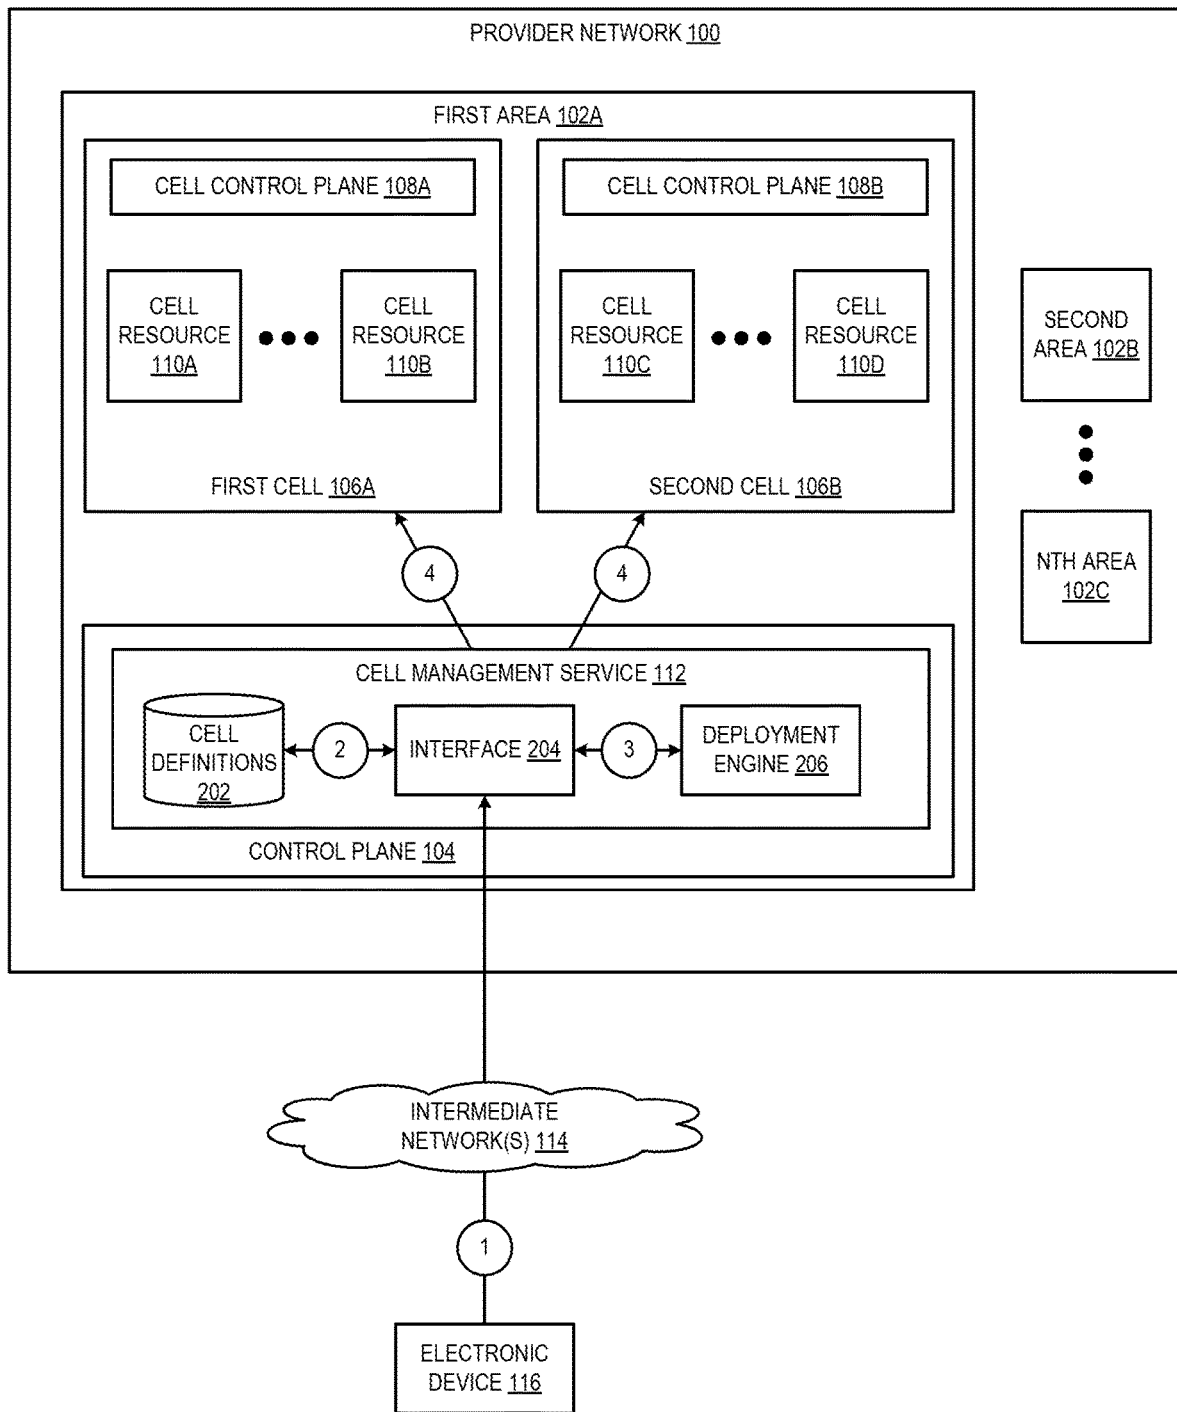 PROVIDER NETWORK 100
FIRST AREA 102A
CELL CONTROL PLANE 108A
CELL RESOURCE 110A
CELL RESOURCE 110B
FIRST CELL 106A
CELL CONTROL PLANE 108B
CELL RESOURCE 110C
CELL RESOURCE 110D
SECOND CELL 106B
SECOND
AREA 102B
NTH AREA
102C
4
4
CELL MANAGEMENT SERVICE 112
CELL
DEFINITIONS
202
2
INTERFACE 204
3
DEPLOYMENT
ENGINE 206
CONTROL PLANE 104
INTERMEDIATE
NETWORK(S) 114
1
ELECTRONIC
DEVICE 116